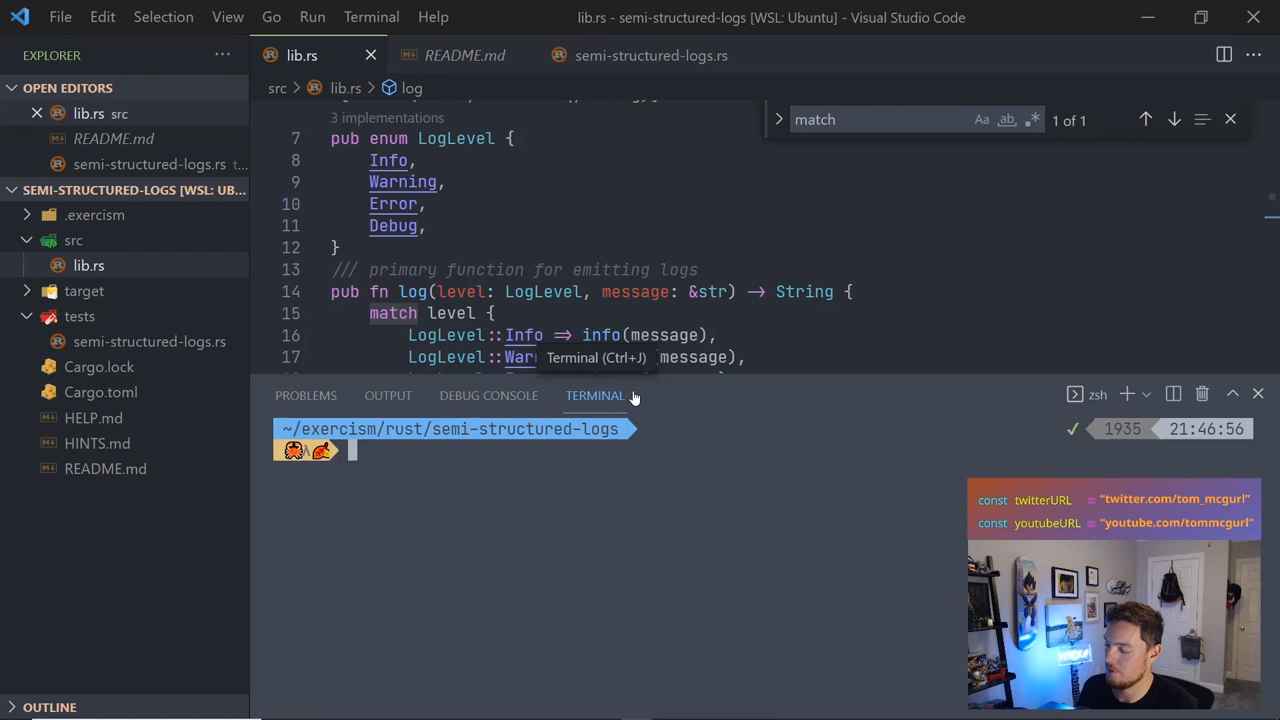 File Edit Selection View Go Run Terminal Help lib.rs - semi-structured-logs [WSL: Ubuntu] - Visual Studio Code
EXPLORER ···
lib.rs README.md semi-structured-logs.rs
src > lib.rs > log
OPEN EDITORS
lib.rs src
README.md
semi-structured-logs.rs t...
SEMI-STRUCTURED-LOGS [WSL: UB...
.exercism
src
lib.rs
target
tests
semi-structured-logs.rs
Cargo.lock
Cargo.toml
HELP.md
HINTS.md
README.md
OUTLINE
match Aa ab 1 of 1
3 implementations
7 pub enum LogLevel {
8 Info,
9 Warning,
10 Error,
11 Debug,
12 }
13 /// primary function for emitting logs
14 pub fn log(level: LogLevel, message: &str) -> String {
15 match level {
16 LogLevel::Info => info(message),
17 LogLevel::Warn message),
Terminal (Ctrl+J)
PROBLEMS OUTPUT DEBUG CONSOLE TERMINAL zsh
~/exercism/rust/semi-structured-logs ✓ 1935 21:46:56
const twitterURL = "twitter.com/tom_mcgurl"
const youtubeURL = "youtube.com/tommcgurl"